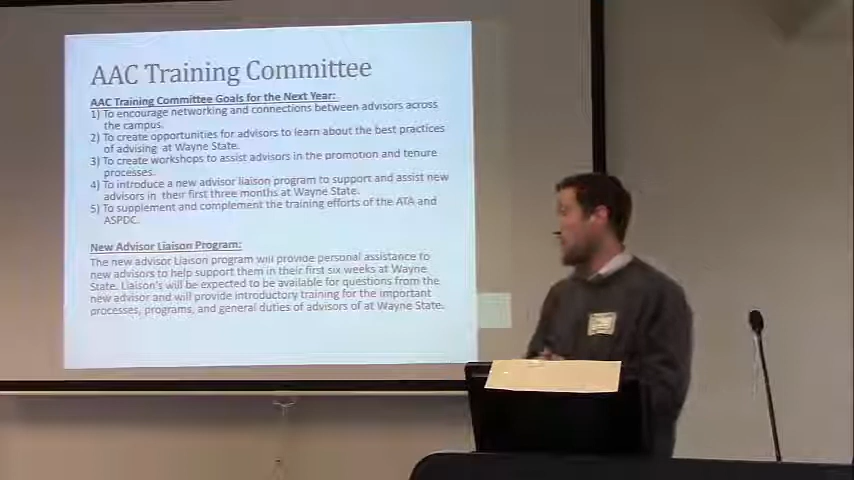 AAC Training Committee
AAC Training Committee Goals for the Next Year:
1) To encourage networking and connections between advisors across
the campus.
2) To create opportunities for advisors to learn about the best practices
of advising at Wayne State.
3) To create workshops to assist advisors in the promotion and tenure
processes.
4) To introduce a new advisor liaison program to support and assist new
advisors in their first three months at Wayne State.
5) To supplement and complement the training efforts of the ATA and
ASPDC.
New Advisor Liaison Program:
The new advisor Liaison program will provide personal assistance to
new advisors to help support them in their first six weeks at Wayne
State. Liaison's will be expected to be available for questions from the
new advisor and will provide introductory training for the important
processes, programs, and general duties of advisors of at Wayne State.